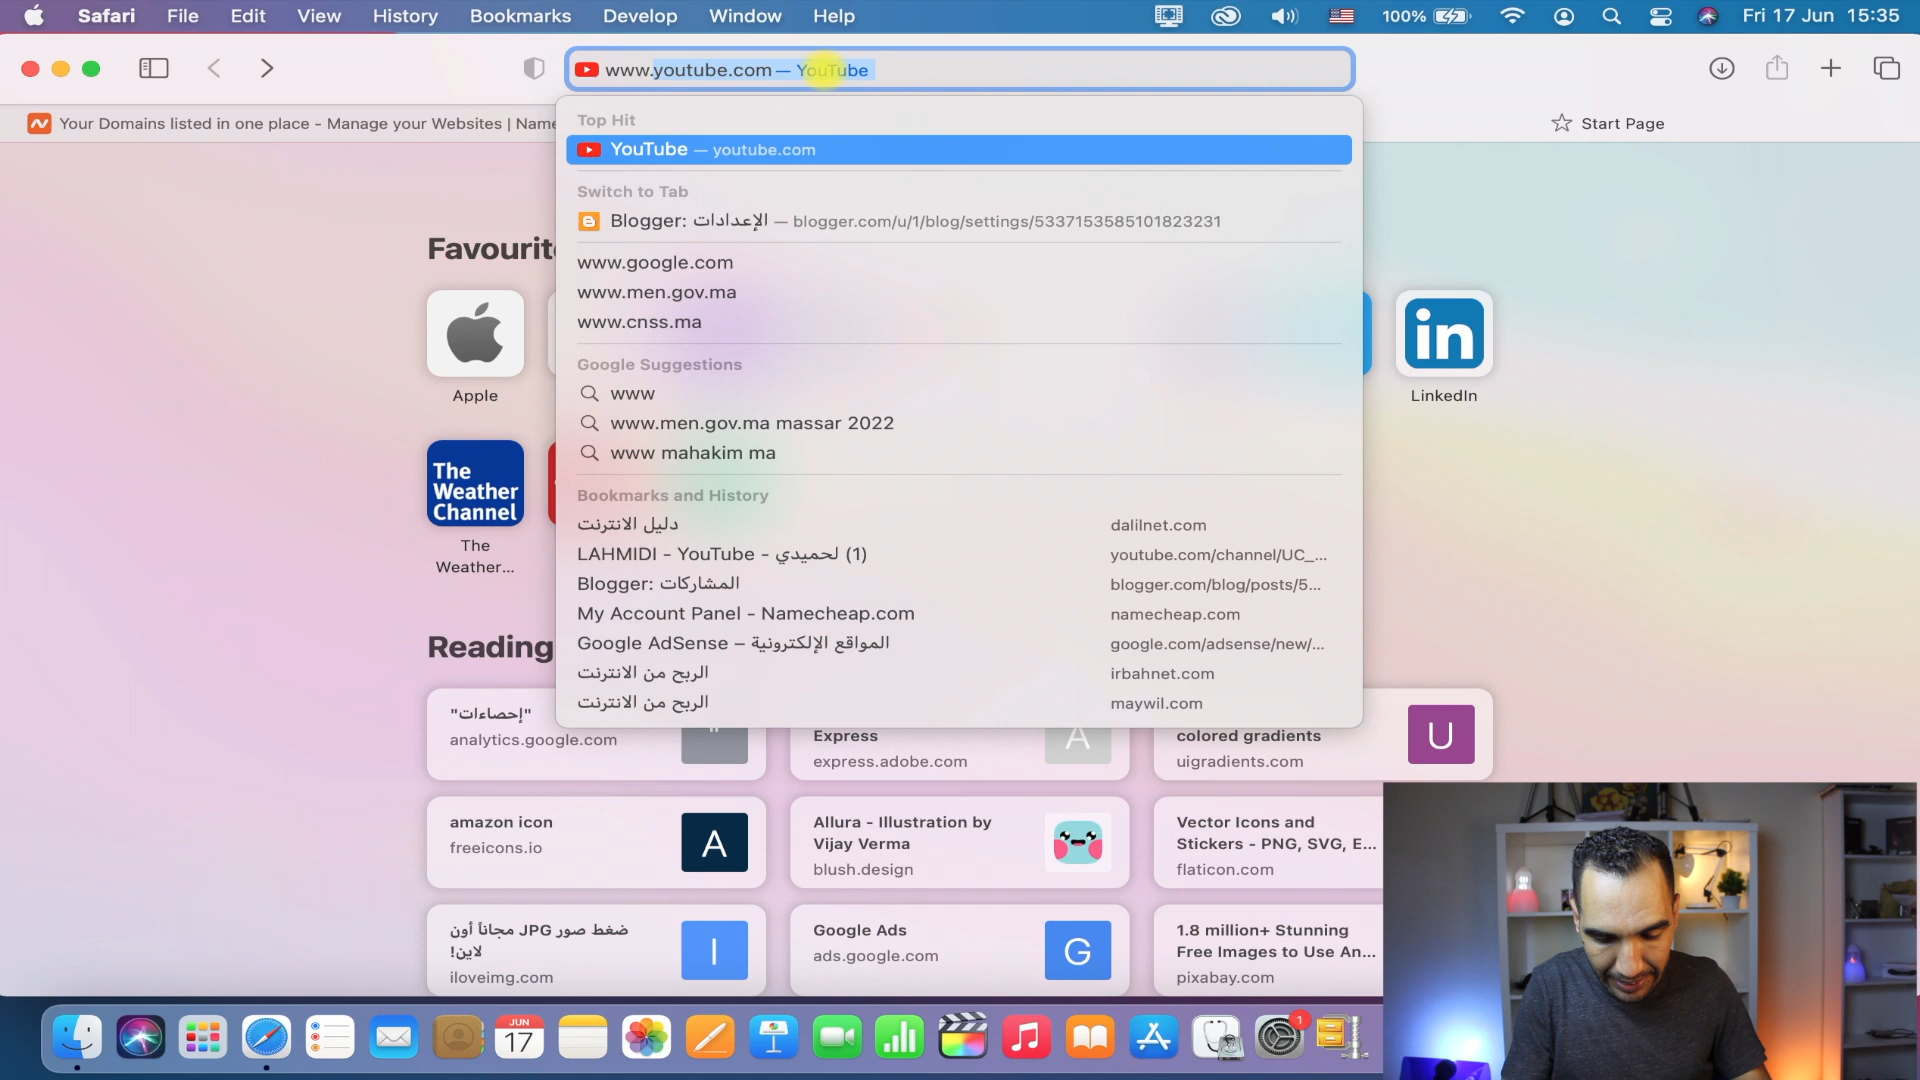 Safari File Edit View History Bookmarks Develop Window Help 100% Fri 17 Jun 15:35
www.youtube.com — YouTube
Your Domains listed in one place - Manage your Websites | Name
Start Page
Top Hit
YouTube — youtube.com
Switch to Tab
Blogger: الإعدادات — blogger.com/u/1/blog/settings/5337153585101823231
www.google.com
www.men.gov.ma
www.cnss.ma
Google Suggestions
www
www.men.gov.ma massar 2022
www mahakim ma
Bookmarks and History
دليل الانترنت dalilnet.com
LAHMIDI - YouTube - لحميدي (1) youtube.com/channel/UC_...
Blogger: المشاركات blogger.com/blog/posts/5...
My Account Panel - Namecheap.com namecheap.com
Google AdSense – المواقع الإلكترونية google.com/adsense/new/...
الربح من الانترنت irbahnet.com
الربح من الانترنت maywil.com
Favourit
Apple
in
LinkedIn
The
Weather
Channel
The
Weather...
Reading
"إحصاءات"
analytics.google.com
Express
express.adobe.com
A
colored gradients
uigradients.com
U
amazon icon
freeicons.io
A
Allura - Illustration by
Vijay Verma
blush.design
Vector Icons and
Stickers - PNG, SVG, E...
flaticon.com
ضغط صور JPG مجاناً أون
لاين!
iloveimg.com
I
Google Ads
ads.google.com
G
1.8 million+ Stunning
Free Images to Use An...
pixabay.com
JUN
17
1